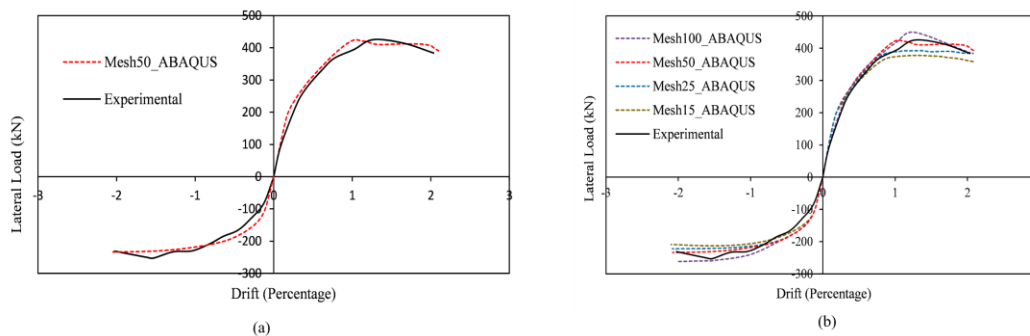 500
400
300
200
100
0
-100
-200
-300
-3
-2
-1
0
1
2
3
Lateral Load (kN)
Drift (Percentage)
Mesh50_ABAQUS
Experimental
(a)
500
400
300
200
100
0
-100
-200
-300
-3
-2
-1
0
1
2
Lateral Load (kN)
Drift (Percentage)
Mesh100_ABAQUS
Mesh50_ABAQUS
Mesh25_ABAQUS
Mesh15_ABAQUS
Experimental
(b)